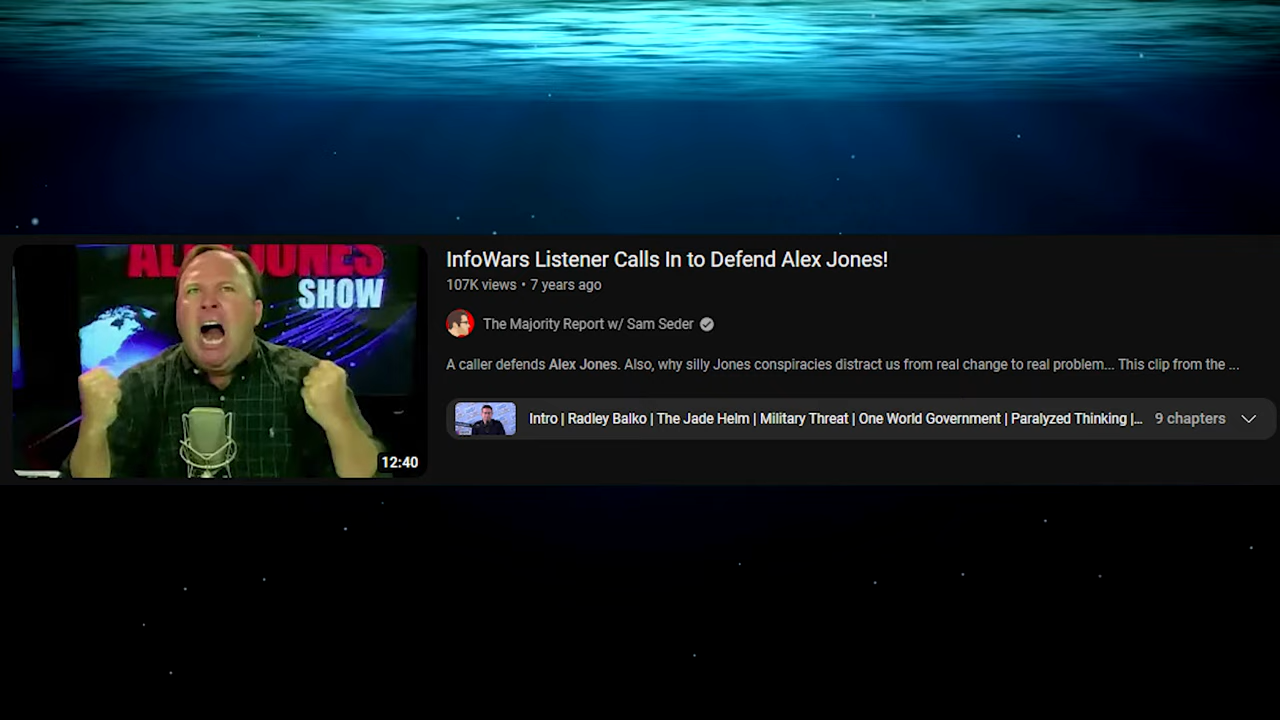 ALEX JONES
SHOW
12:40
InfoWars Listener Calls In to Defend Alex Jones!
107K views • 7 years ago
The Majority Report w/ Sam Seder
A caller defends Alex Jones. Also, why silly Jones conspiracies distract us from real change to real problem... This clip from the ...
Intro | Radley Balko | The Jade Helm | Military Threat | One World Government | Paralyzed Thinking |... 9 chapters